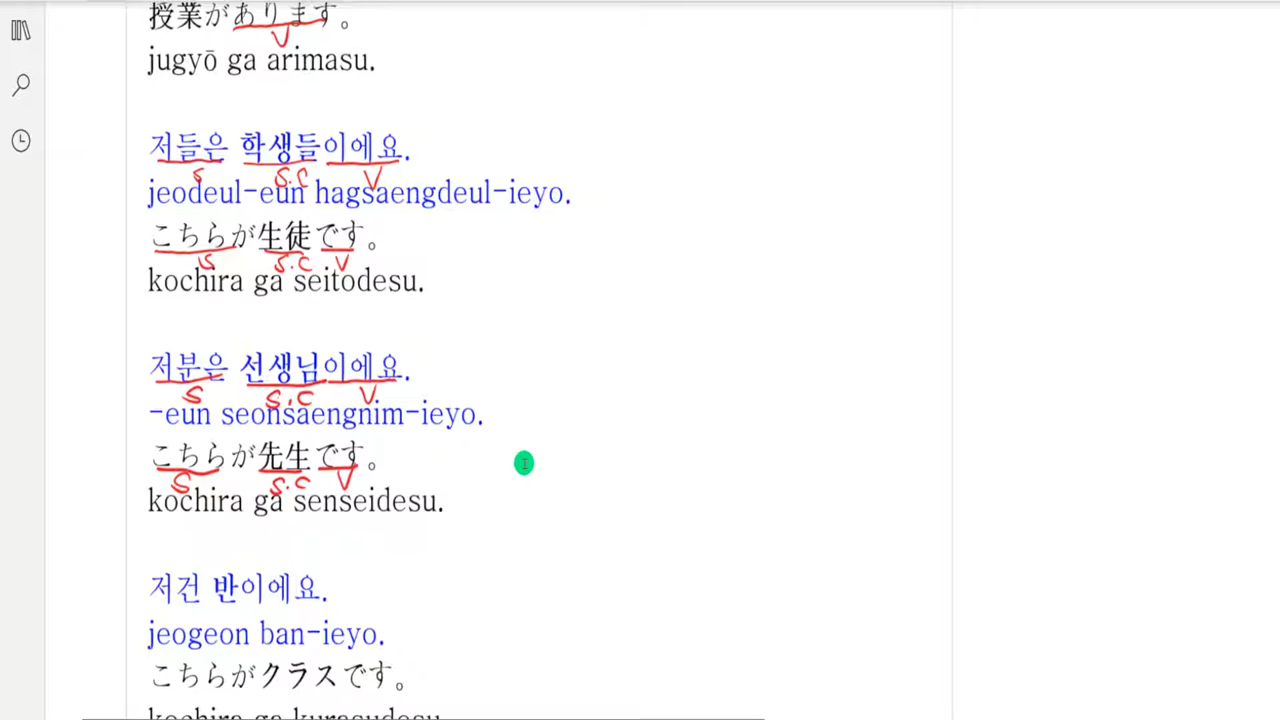 授業があります。
V
jugyō ga arimasu.
저들은 학생들이에요.
S S.C V
jeodeul-eun hagsaengdeul-ieyo.
こちらが生徒です。
S S.C V
kochira ga seitodesu.
저분은 선생님이에요.
S S.C V
-eun seonsaengnim-ieyo.
こちらが先生です。
S S.C V
kochira ga senseidesu.
저건 반이에요.
jeogeon ban-ieyo.
こちらがクラスです。
kochira ga kurasudesu